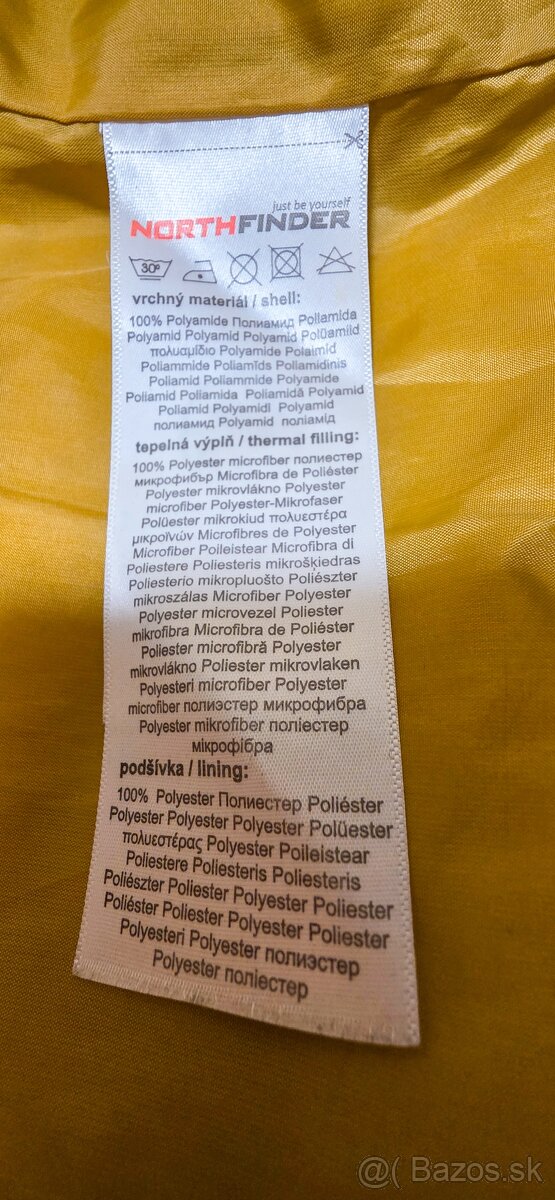 just be yourself
NORTHFINDER
30°
vrchný materiál / shell:
100% Polyamide Полиамид Poliamida
Polyamid Polyamid Polyamid Polüamiid
πολυαμίδιο Polyamide Polaimíd
Poliammide Poliamīds Poliamidinis
Poliamid Poliammide Polyamide
Poliamid Poliamida Poliamidă Polyamid
Poliamid Polyamidi Polyamid
полиамид Polyamid поліамід
tepelná výplň / thermal filling:
100% Polyester microfiber полиестер
микрофибър Microfibra de Poliéster
Polyester mikrovlákno Polyester
microfiber Polyester-Mikrofaser
Polüester mikrokiud πολυεστέρα
μικροϊνών Microfibres de Polyester
Microfiber Poileistear Microfibra di
Poliestere Poliesteris mikrošķiedras
Poliesterio mikropluošto Poliészter
mikroszálas Microfiber Polyester
Polyester microvezel Poliester
mikrofibra Microfibra de Poliéster
Poliester microfibră Polyester
mikrovlákno Poliester mikrovlaken
Polyesteri microfiber Polyester
microfiber полиэстер микрофибра
Polyester mikrofiber поліестер
мікрофібра
podšívka / lining:
100% Polyester Полиестер Poliéster
Polyester Polyester Polyester Polüester
πολυεστέρας Polyester Poileistear
Poliestere Poliesteris Poliesteris
Poliészter Poliester Polyester Poliester
Poliéster Poliester Polyester Poliester
Polyesteri Polyester полиэстер
Polyester поліестер
@( Bazos.sk